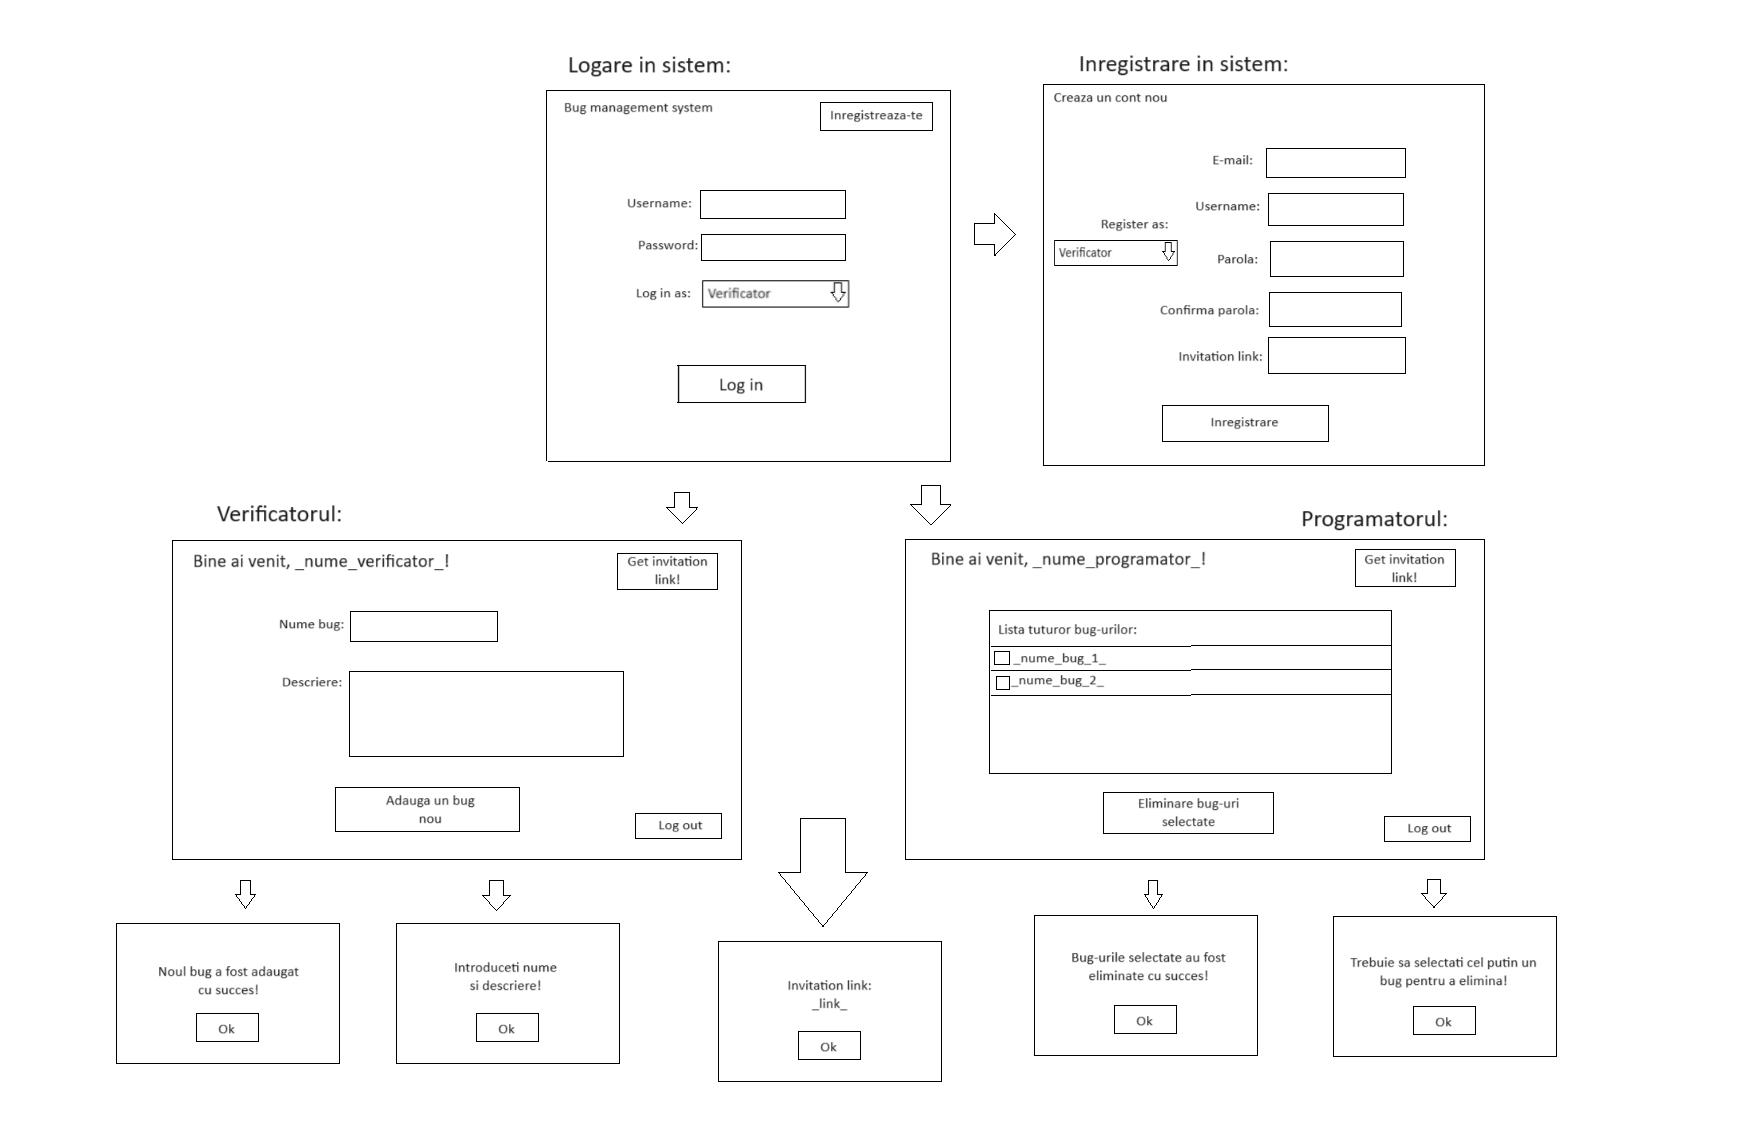 Logare in sistem:
Bug management system
Inregistreaza-te
Username:
Password:
Log in as:
Verificator
Log in
Inregistrare in sistem:
Creaza un cont nou
E-mail:
Username:
Register as:
Verificator
Parola:
Confirma parola:
Invitation link:
Inregistrare
Verificatorul:
Bine ai venit, _nume_verificator_!
Get invitation
link!
Nume bug:
Descriere:
Adauga un bug
nou
Log out
Programatorul:
Bine ai venit, _nume_programator_!
Get invitation
link!
Lista tuturor bug-urilor:
_nume_bug_1_
_nume_bug_2_
Eliminare bug-uri
selectate
Log out
Noul bug a fost adaugat
cu succes!
Ok
Introduceti nume
si descriere!
Ok
Invitation link:
_link_
Ok
Bug-urile selectate au fost
eliminate cu succes!
Ok
Trebuie sa selectati cel putin un
bug pentru a elimina!
Ok